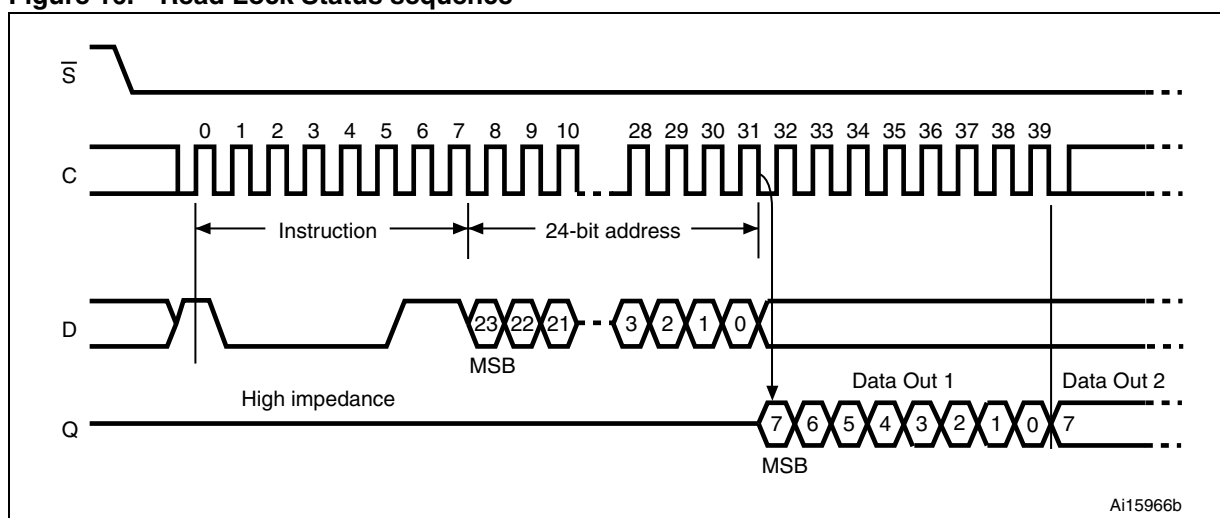 Figure 16. Read Lock Status sequence
S
0 1 2 3 4 5 6 7 8 9 10 28 29 30 31 32 33 34 35 36 37 38 39
C
Instruction 24-bit address
D 23 22 21 3 2 1 0
MSB
Data Out 1 Data Out 2
High impedance
Q 7 6 5 4 3 2 1 0 7
MSB
Ai15966b